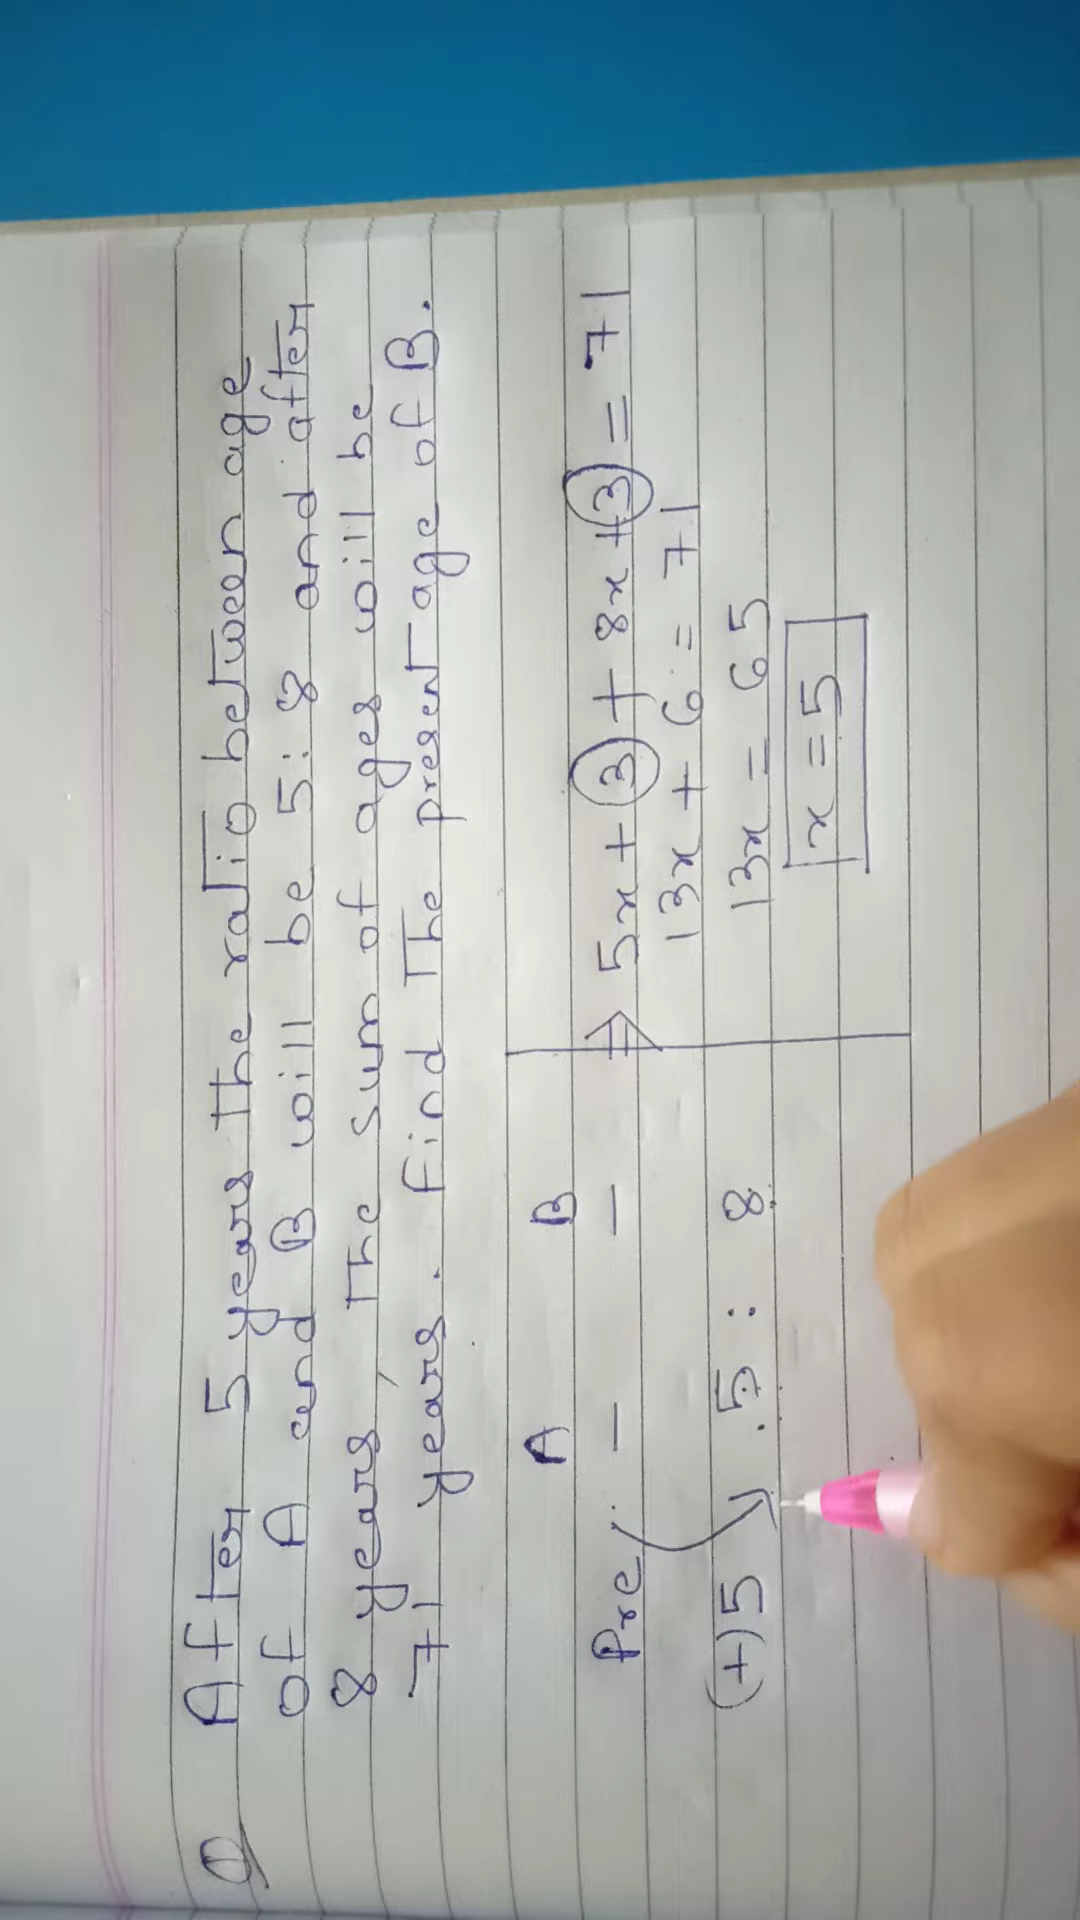 Q After 5 years the ratio between age
of A and B will be 5:8 and after
8 years, the sum of ages will be
71 years. Find the present age of B.
A B
Pre - -
(+)5 5 : 8
⇒ 5x + 3 + 8x + 3 = 71
13x + 6 = 71
13x = 65
x = 5